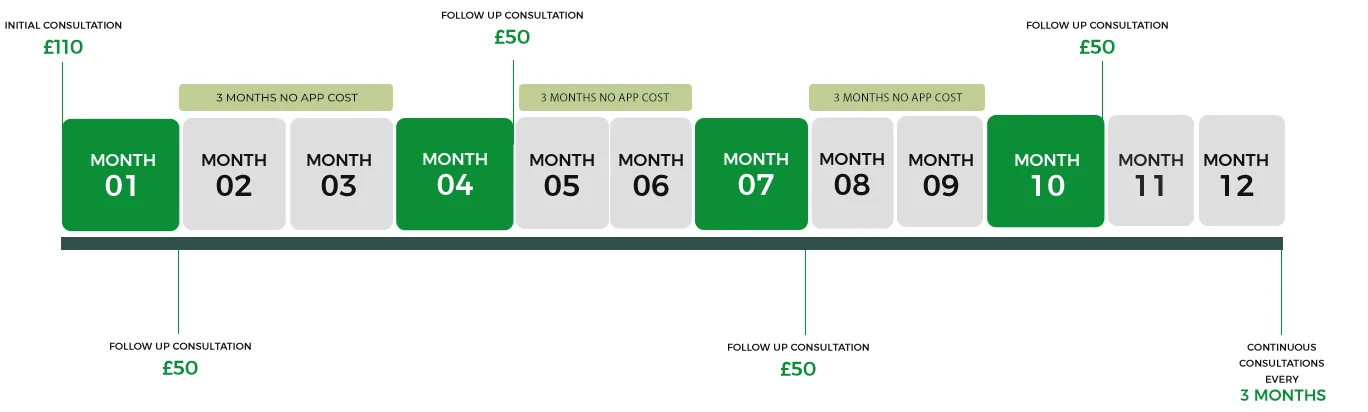 INITIAL CONSULTATION
£110
FOLLOW UP CONSULTATION
£50
FOLLOW UP CONSULTATION
£50
3 MONTHS NO APP COST
3 MONTHS NO APP COST
3 MONTHS NO APP COST
MONTH
01
MONTH
02
MONTH
03
MONTH
04
MONTH
05
MONTH
06
MONTH
07
MONTH
08
MONTH
09
MONTH
10
MONTH
11
MONTH
12
FOLLOW UP CONSULTATION
£50
FOLLOW UP CONSULTATION
£50
CONTINUOUS
CONSULTATIONS
EVERY
3 MONTHS